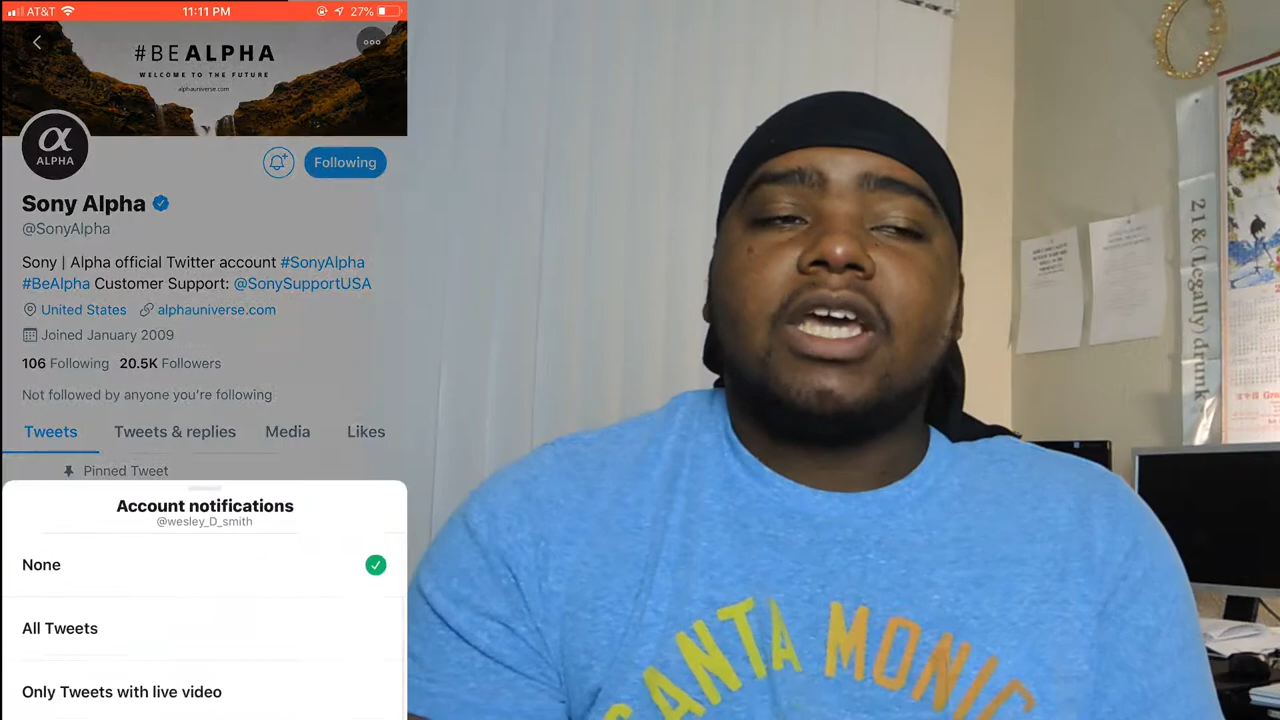 AT&T 11:11 PM 27%
#BEALPHA
WELCOME TO THE FUTURE
alphauniverse.com
α
ALPHA
Following
Sony Alpha
@SonyAlpha
Sony | Alpha official Twitter account #SonyAlpha
#BeAlpha Customer Support: @SonySupportUSA
United States alphauniverse.com
Joined January 2009
106 Following 20.5K Followers
Not followed by anyone you're following
Tweets Tweets & replies Media Likes
Pinned Tweet
Account notifications
@wesley_D_smith
None
All Tweets
Only Tweets with live video
SANTA MONIC
21 & (Legally) drunk